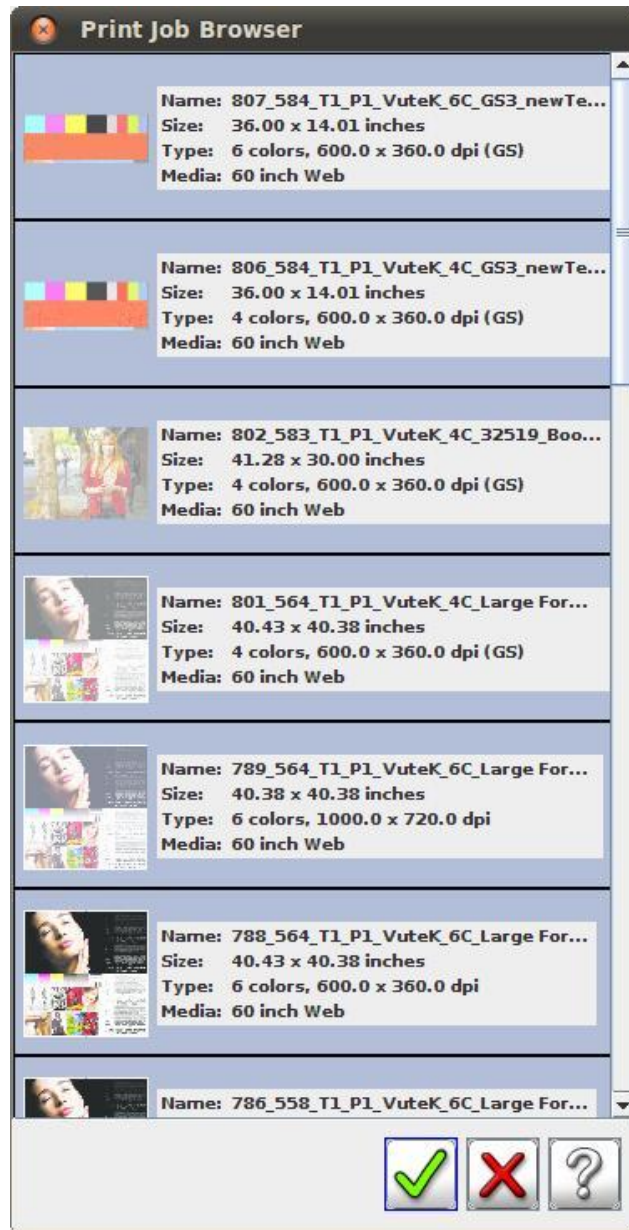 Print Job Browser
Name: 807_584_T1_P1_VuteK_6C_GS3_newTe...
Size: 36.00 x 14.01 inches
Type: 6 colors, 600.0 x 360.0 dpi (GS)
Media: 60 inch Web
Name: 806_584_T1_P1_VuteK_4C_GS3_newTe...
Size: 36.00 x 14.01 inches
Type: 4 colors, 600.0 x 360.0 dpi (GS)
Media: 60 inch Web
Name: 802_583_T1_P1_VuteK_4C_32519_Boo...
Size: 41.28 x 30.00 inches
Type: 4 colors, 600.0 x 360.0 dpi (GS)
Media: 60 inch Web
Name: 801_564_T1_P1_VuteK_4C_Large For...
Size: 40.43 x 40.38 inches
Type: 4 colors, 600.0 x 360.0 dpi (GS)
Media: 60 inch Web
Name: 789_564_T1_P1_VuteK_6C_Large For...
Size: 40.38 x 40.38 inches
Type: 6 colors, 1000.0 x 720.0 dpi
Media: 60 inch Web
Name: 788_564_T1_P1_VuteK_6C_Large For...
Size: 40.43 x 40.38 inches
Type: 6 colors, 600.0 x 360.0 dpi
Media: 60 inch Web
Name: 786_558_T1_P1_VuteK_6C_Large For...